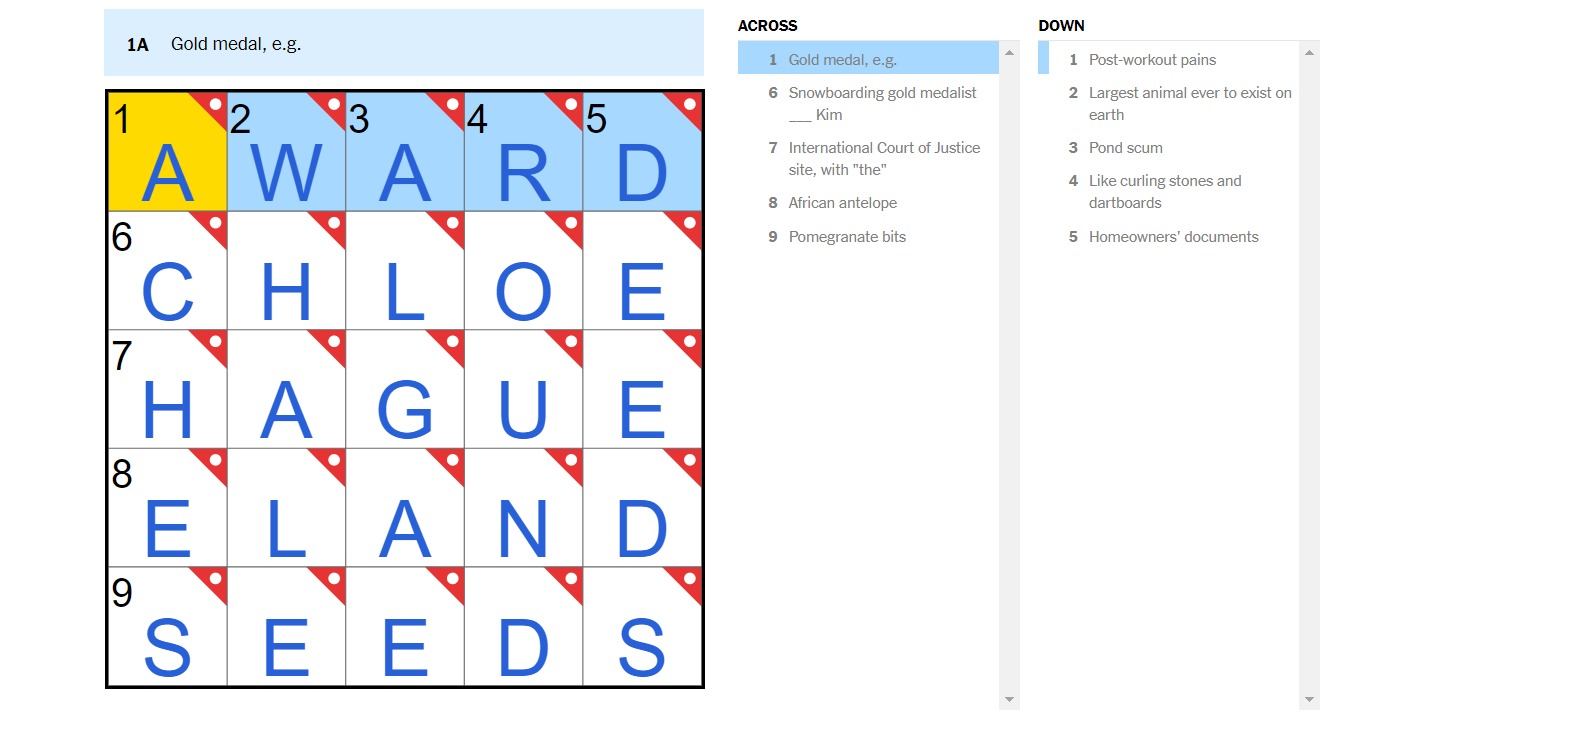 1A Gold medal, e.g.
1 2 3 4 5
A W A R D
6
C H L O E
7
H A G U E
8
E L A N D
9
S E E D S
ACROSS
1 Gold medal, e.g.
6 Snowboarding gold medalist
___ Kim
7 International Court of Justice
site, with "the"
8 African antelope
9 Pomegranate bits
DOWN
1 Post-workout pains
2 Largest animal ever to exist on
earth
3 Pond scum
4 Like curling stones and
dartboards
5 Homeowners' documents